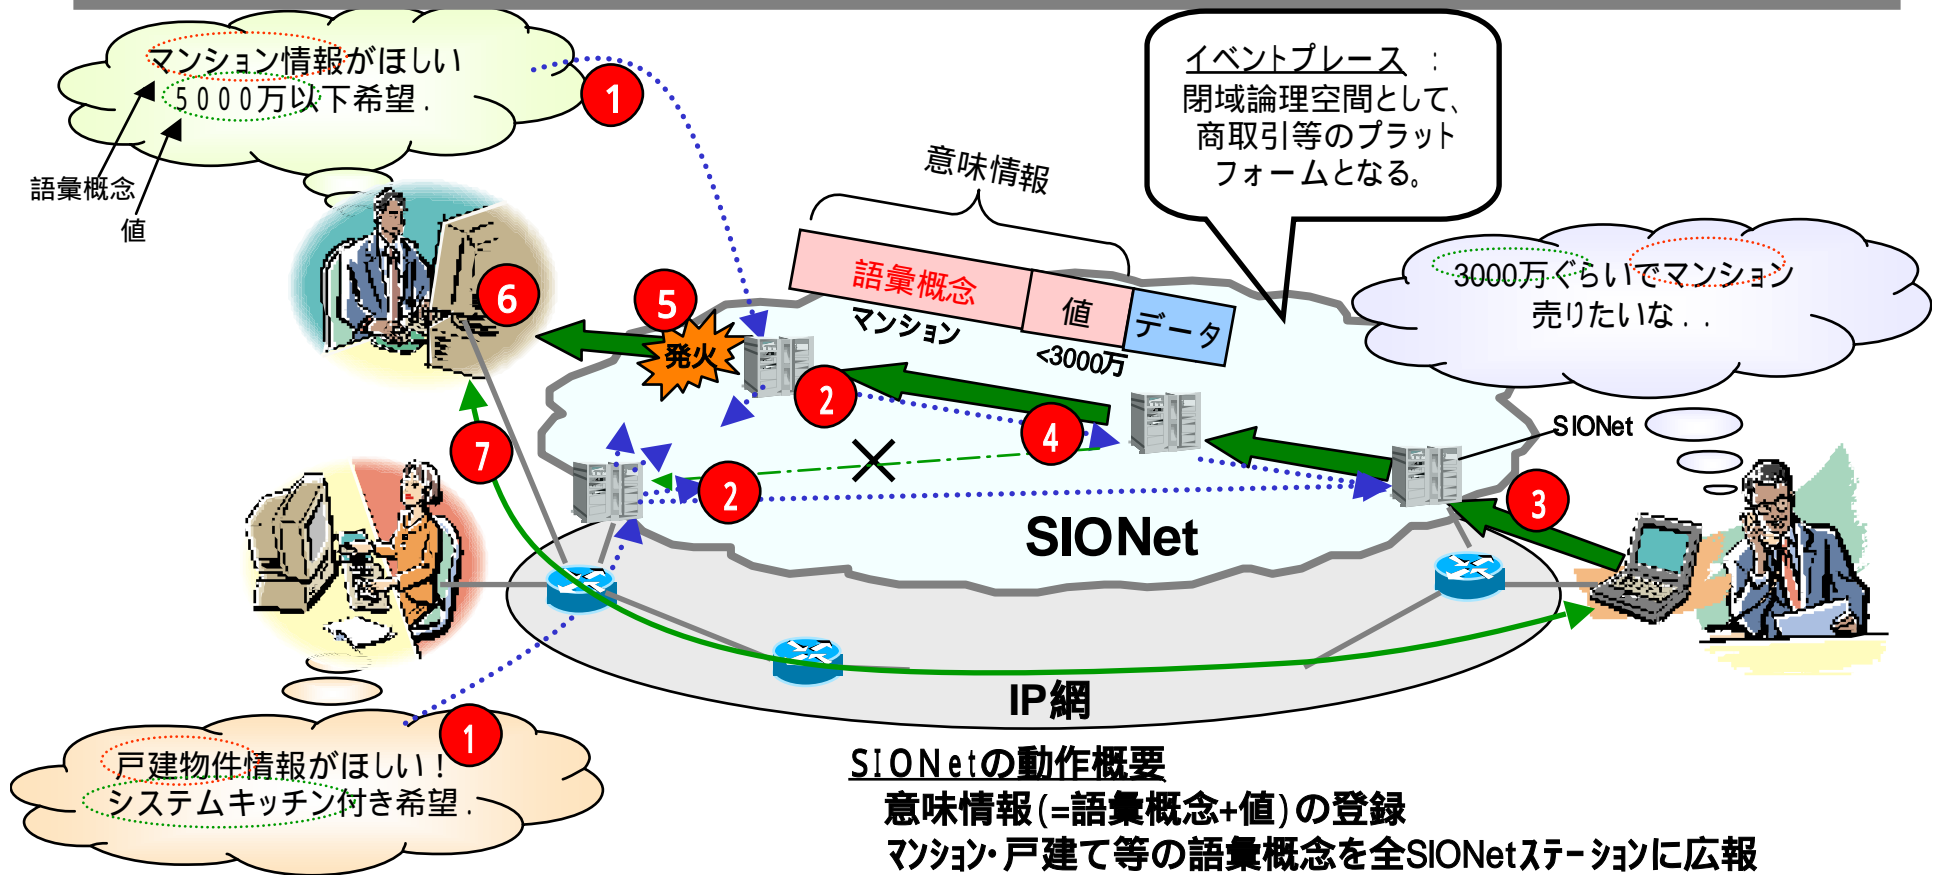 マンション情報がほしい
5000万以下希望.
1
語彙概念
値
イベントプレース :
閉域論理空間として、
商取引等のプラット
フォームとなる。
意味情報
語彙概念
値
データ
マンション
<3000万
3000万ぐらいでマンション
売りたいな..
6
5
発火
2
4
SIONet
7
2
3
SIONet
IP網
1
戸建物件情報がほしい!
システムキッチン付き希望.
SIONetの動作概要
意味情報(=語彙概念+値)の登録
マンション・戸建て等の語彙概念を全SIONetステーションに広報